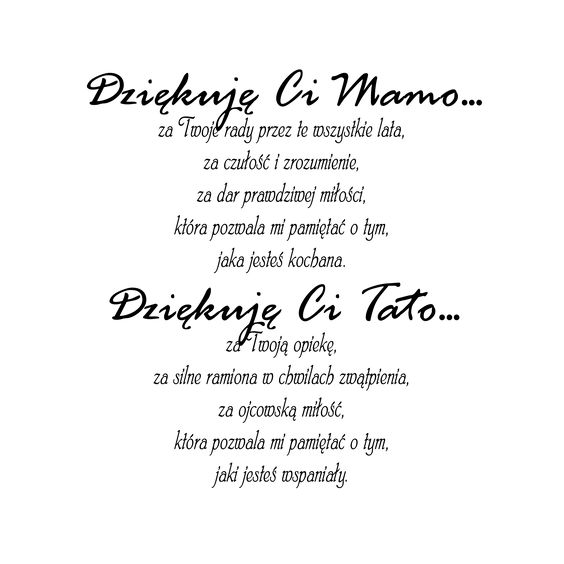 Dziękuję Ci Mamo...
za Twoje rady przez te wszystkie lata,
za czułość i zrozumienie,
za dar prawdziwej miłości,
która pozwala mi pamiętać o tym,
jaka jesteś kochana.
Dziękuję Ci Tato...
za Twoją opiekę,
za silne ramiona w chwilach zwątpienia,
za ojcowską miłość,
która pozwala mi pamiętać o tym,
jaki jesteś wspaniały.